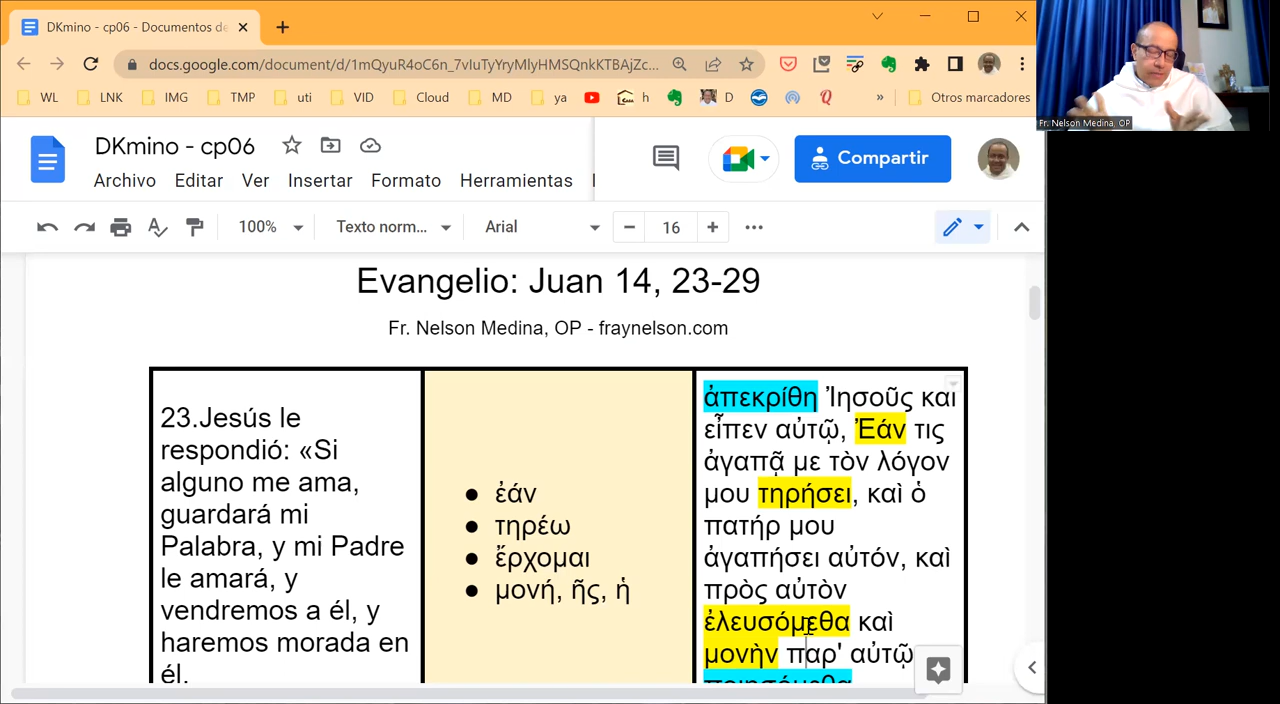 DKmino - cp06 - Documentos de
docs.google.com/document/d/1mQyuR4oC6n_7VuTyYryMlyHMSQnkKTBAjZc...
WL LNK IMG TMP uti VID Cloud MD ya h D » Otros marcadores
Fr. Nelson Medina, OP
DKmino - cp06
Archivo Editar Ver Insertar Formato Herramientas
Compartir
100% Texto norm... Arial 16
Evangelio: Juan 14, 23-29
Fr. Nelson Medina, OP - fraynelson.com
23.Jesús le
respondió: «Si
alguno me ama,
guardará mi
Palabra, y mi Padre
le amará, y
vendremos a él, y
haremos morada en
él.
ἐάν
τηρέω
ἔρχομαι
μονή, ῆς, ἡ
ἀπεκρίθη Ἰησοῦς καὶ
εἶπεν αὐτῷ, Ἐάν τις
ἀγαπᾷ με τὸν λόγον
μου τηρήσει, καὶ ὁ
πατήρ μου
ἀγαπήσει αὐτόν, καὶ
πρὸς αὐτὸν
ἐλευσόμεθα καὶ
μονὴν παρ' αὐτῷ
ποιησόμεθα